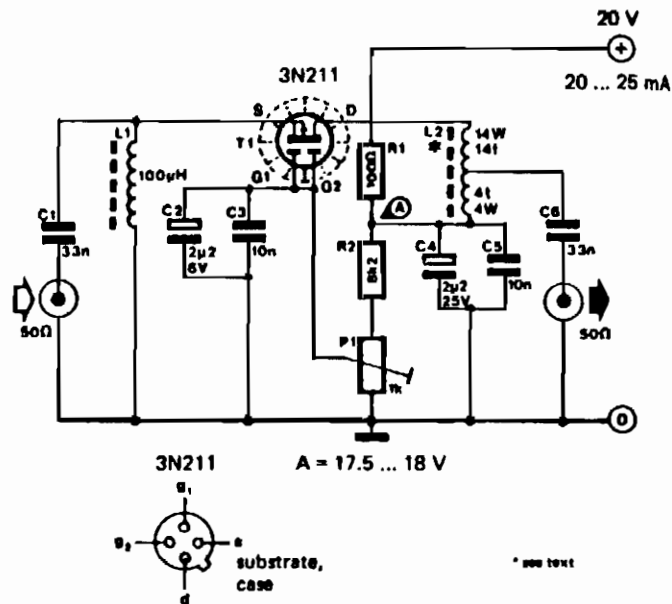 20 V
3N211
20 ... 25 mA
S
D
T1
G1
G2
L1
100µH
L2
*
14W
14t
4t
4W
R1
100Ω
A
C1
33n
C2
2µ2
6V
C3
10n
R2
8k2
C4
2µ2
25V
C5
10n
C6
33n
50Ω
50Ω
P1
1k
0
3N211
A = 17.5 ... 18 V
g1
g2
s
substrate,
case
d
* see text